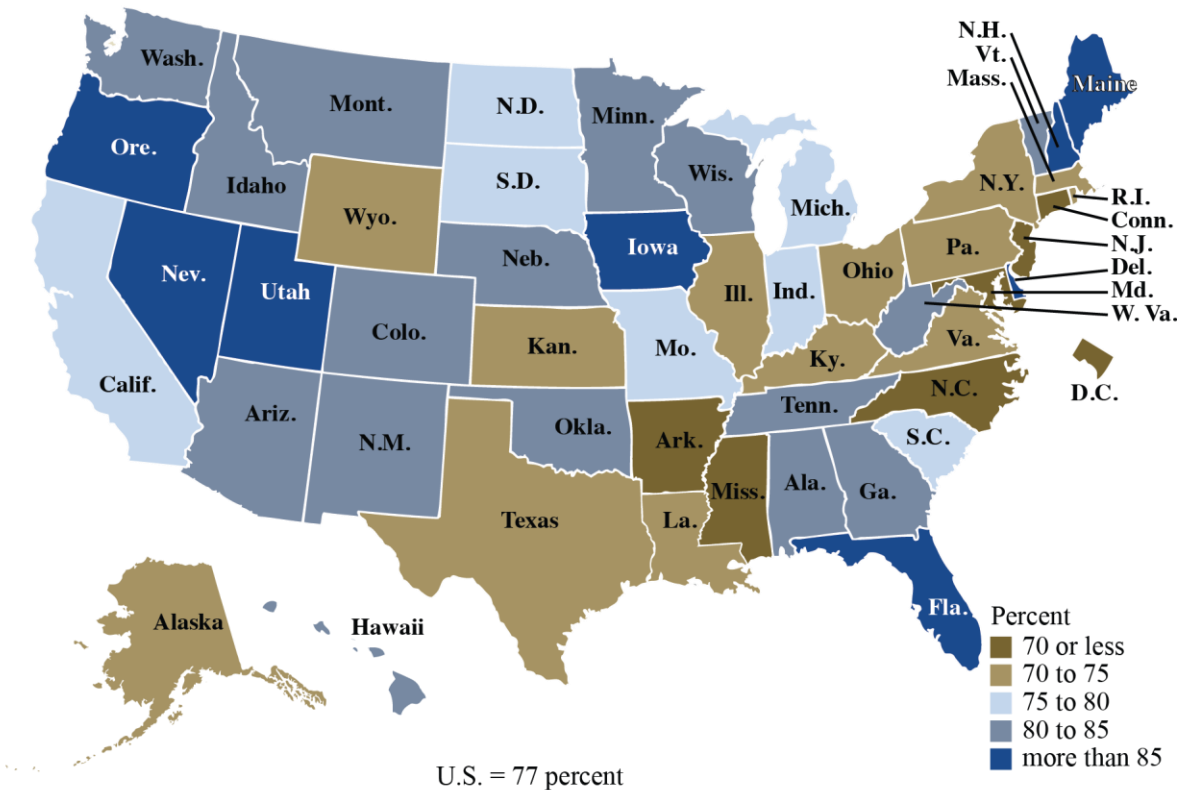 N.H.
Vt.
Mass.
Maine
Wash.
Mont.
N.D.
Minn.
Ore.
Idaho
S.D.
Wis.
Mich.
N.Y.
R.I.
Conn.
N.J.
Del.
Md.
W. Va.
Wyo.
Iowa
Neb.
Pa.
Ohio
Nev.
Utah
Ill.
Ind.
Colo.
Kan.
Mo.
Ky.
Va.
Calif.
D.C.
N.C.
Tenn.
Ariz.
N.M.
Okla.
Ark.
S.C.
Miss.
Ala.
Ga.
Texas
La.
Fla.
Alaska
Hawaii
Percent
70 or less
70 to 75
75 to 80
80 to 85
more than 85
U.S. = 77 percent